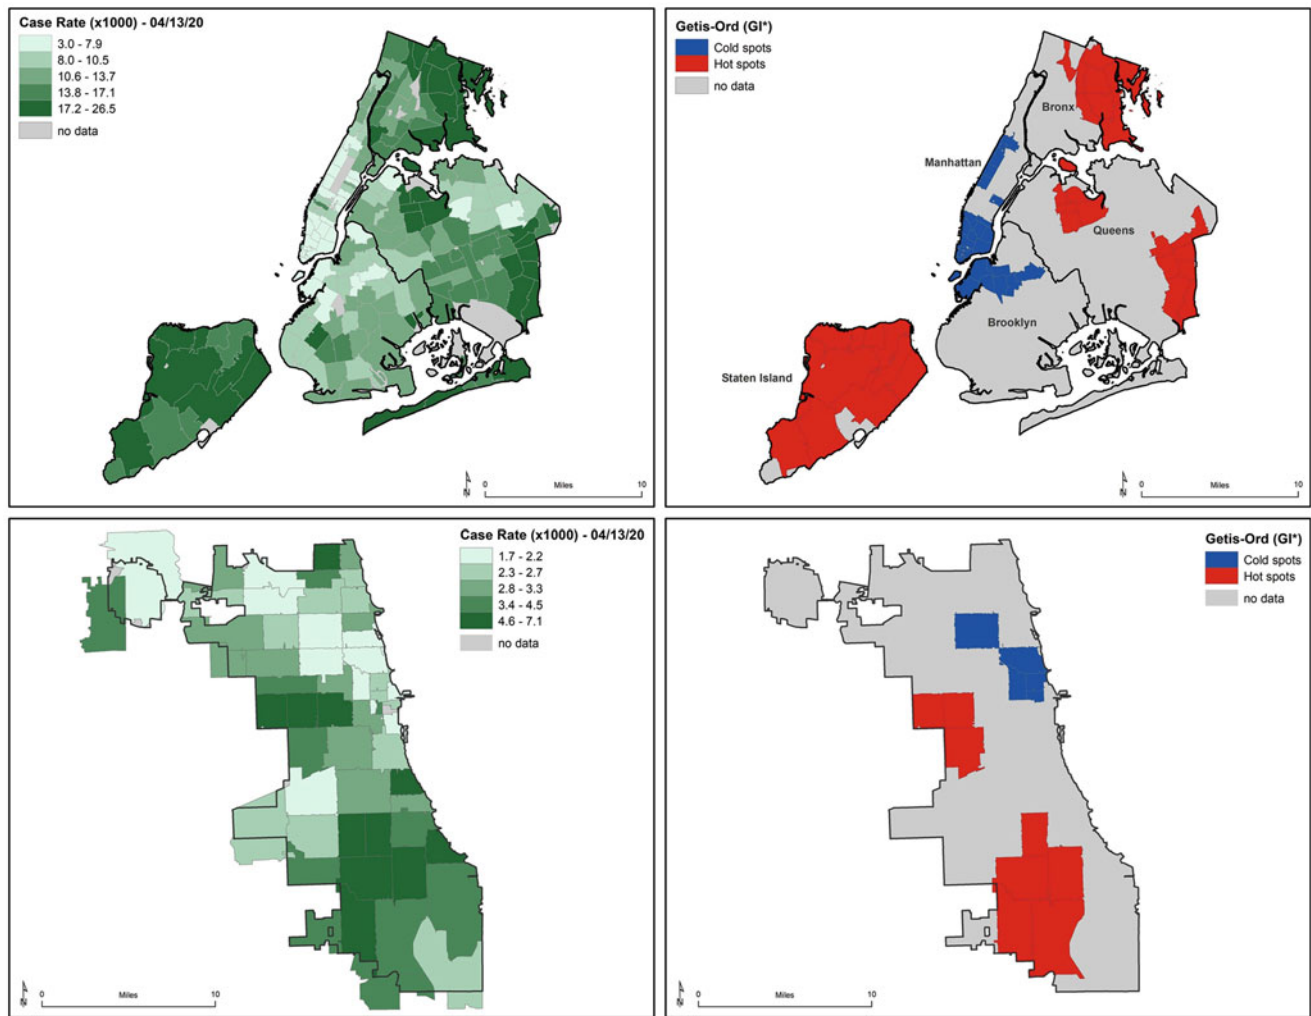 Case Rate (x1000) - 04/13/20
3.0 - 7.9
8.0 - 10.5
10.6 - 13.7
13.8 - 17.1
17.2 - 26.5
no data
N
0 Miles 10
Getis-Ord (GI*)
Cold spots
Hot spots
no data
Bronx
Manhattan
Queens
Brooklyn
Staten Island
N
0 Miles 10
Case Rate (x1000) - 04/13/20
1.7 - 2.2
2.3 - 2.7
2.8 - 3.3
3.4 - 4.5
4.6 - 7.1
no data
N
0 Miles 10
Getis-Ord (GI*)
Cold spots
Hot spots
no data
N
0 Miles 10